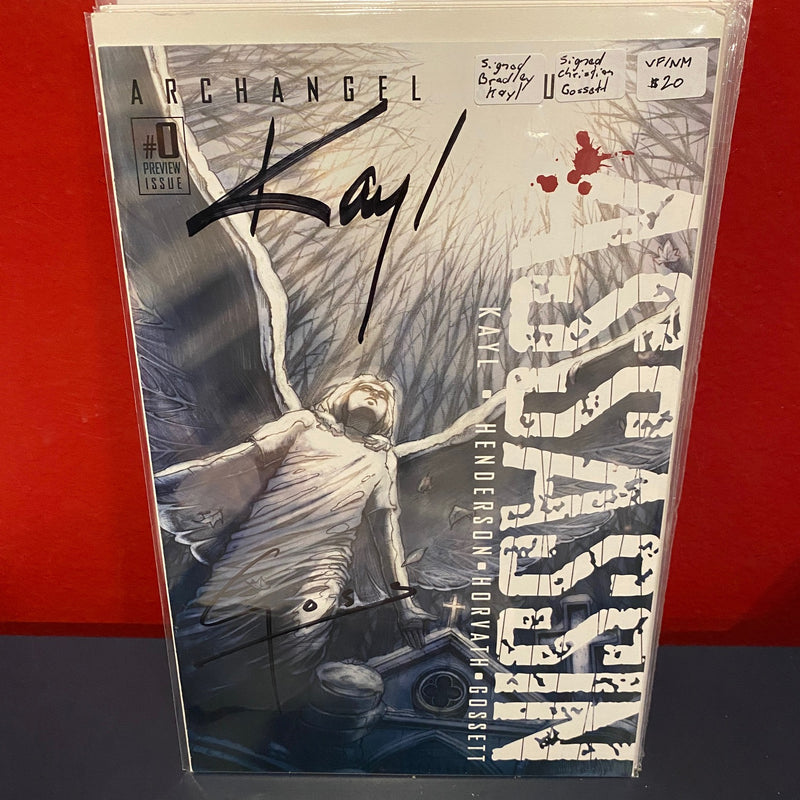 ARCHANGEL
U
Signed
Bradley
Kayl
Signed
Christian
Gossett
VF/NM
$20
#0
PREVIEW
ISSUE
Kayl
ASSASSIN
KAYL • HENDERSON • HORVATH • GOSSETT
Goss